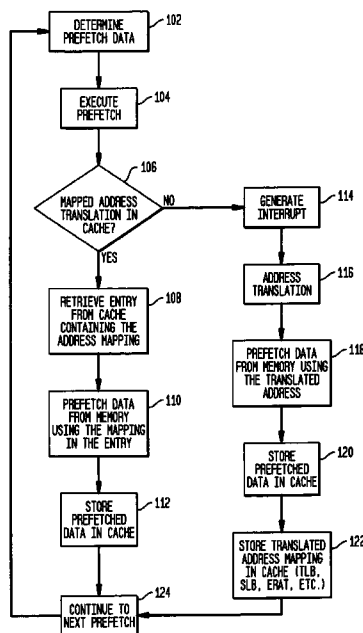 DETERMINE
PREFETCH DATA
102
EXECUTE
PREFETCH
104
MAPPED ADDRESS
TRANSLATION IN
CACHE?
106
NO
YES
RETRIEVE ENTRY
FROM CACHE
CONTAINING THE
ADDRESS MAPPING
108
PREFETCH DATA
FROM MEMORY
USING THE MAPPING
IN THE ENTRY
110
STORE
PREFETCHED
DATA IN CACHE
112
CONTINUE TO
NEXT PREFETCH
124
GENERATE
INTERRUPT
114
ADDRESS
TRANSLATION
116
PREFETCH DATA
FROM MEMORY USING
THE TRANSLATED
ADDRESS
118
STORE
PREFETCHED
DATA IN CACHE
120
STORE TRANSLATED
ADDRESS MAPPING
IN CACHE (TLB,
SLB, ERAT, ETC.)
122